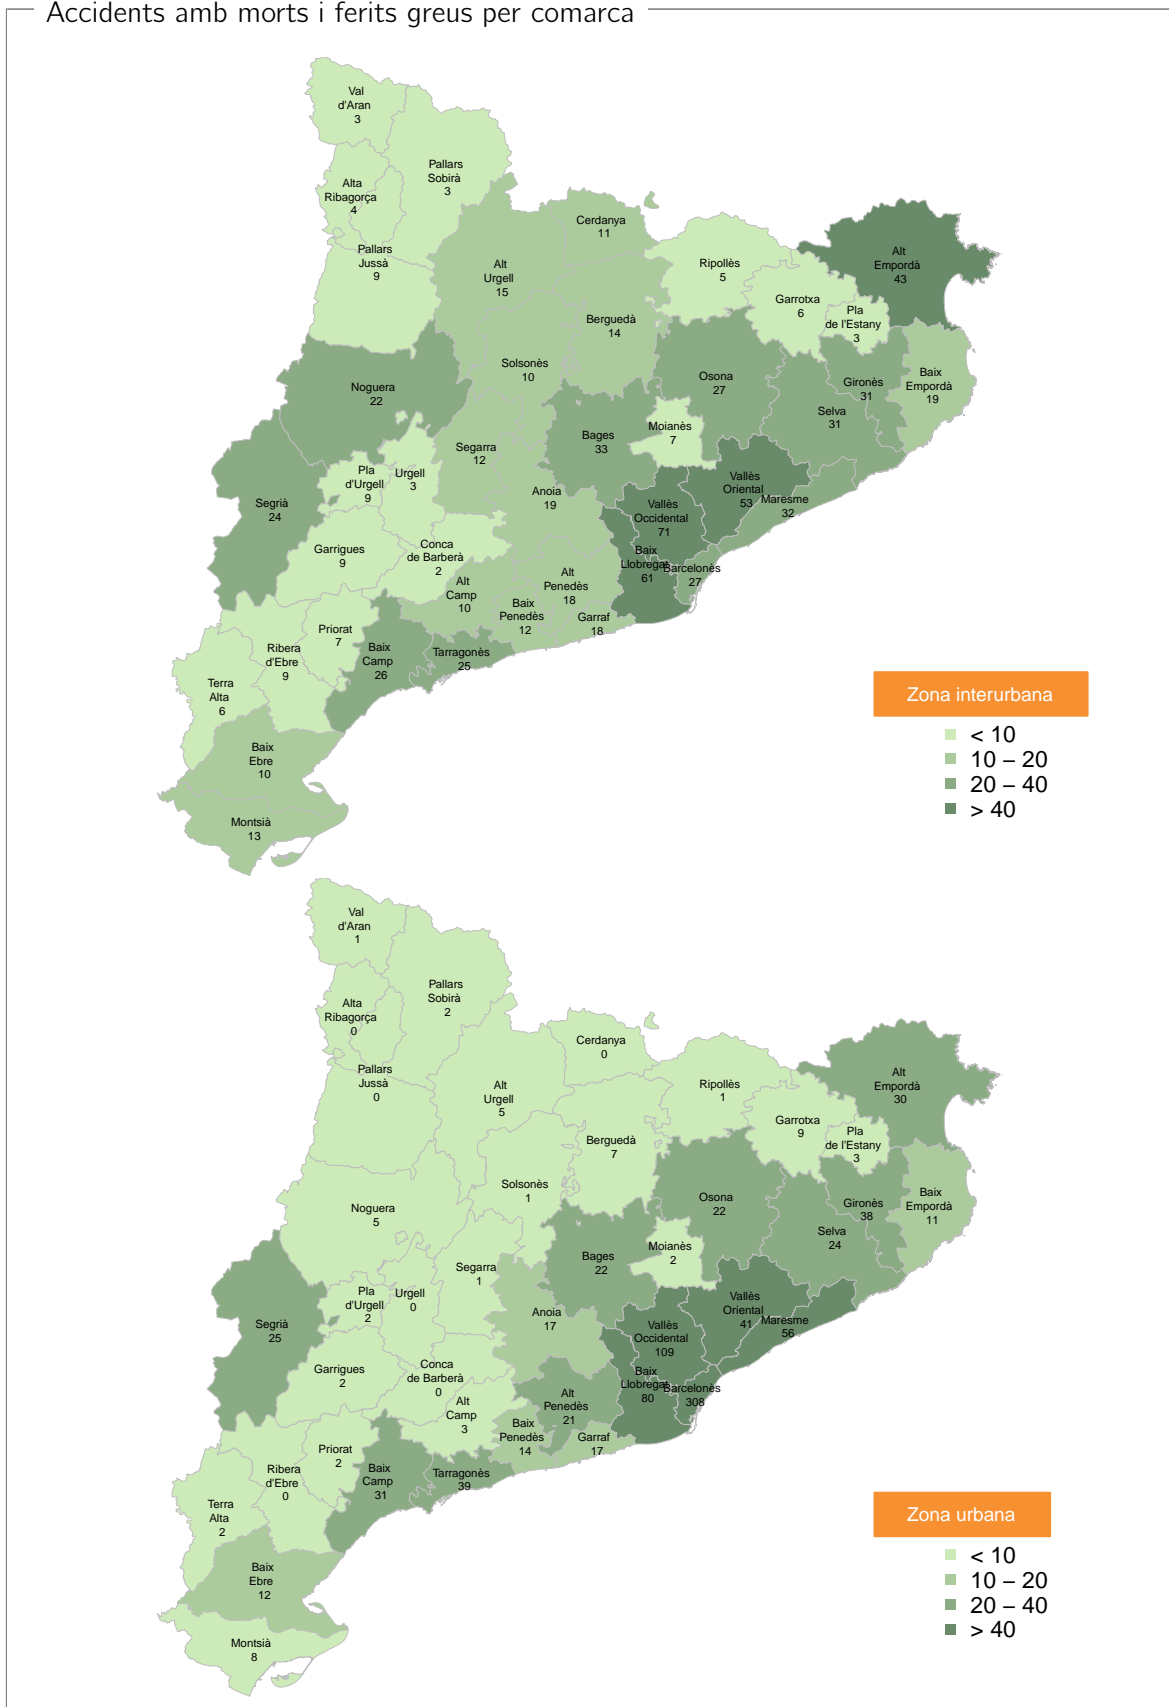 Accidents amb morts i ferits greus per comarca
Val
d'Aran
3
Pallars
Sobirà
3
Alta
Ribagorça
4
Pallars
Jussà
9
Cerdanya
11
Alt
Urgell
15
Ripollès
5
Alt
Empordà
43
Garrotxa
6
Pla
de l'Estany
3
Berguedà
14
Solsonès
10
Noguera
22
Osona
27
Gironès
31
Baix
Empordà
19
Selva
31
Bages
33
Moianès
7
Segarra
12
Pla
d'Urgell
9
Urgell
3
Segrià
24
Anoia
19
Vallès
Oriental
53
Maresme
32
Vallès
Occidental
71
Garrigues
9
Conca
de Barberà
2
Baix
Llobregat
61
Barcelonès
27
Alt
Camp
10
Alt
Penedès
18
Baix
Penedès
12
Garraf
18
Priorat
7
Ribera
d'Ebre
9
Baix
Camp
26
Tarragonès
25
Terra
Alta
6
Baix
Ebre
10
Montsià
13
Zona interurbana
< 10
10 – 20
20 – 40
> 40
Val
d'Aran
1
Pallars
Sobirà
2
Alta
Ribagorça
0
Pallars
Jussà
0
Cerdanya
0
Alt
Urgell
5
Ripollès
1
Alt
Empordà
30
Garrotxa
9
Pla
de l'Estany
3
Berguedà
7
Solsonès
1
Noguera
5
Osona
22
Gironès
38
Baix
Empordà
11
Selva
24
Bages
22
Moianès
2
Segarra
1
Pla
d'Urgell
2
Urgell
0
Segrià
25
Anoia
17
Vallès
Oriental
41
Maresme
56
Vallès
Occidental
109
Garrigues
2
Conca
de Barberà
0
Baix
Llobregat
80
Barcelonès
308
Alt
Camp
3
Alt
Penedès
21
Baix
Penedès
14
Garraf
17
Priorat
2
Ribera
d'Ebre
0
Baix
Camp
31
Tarragonès
39
Terra
Alta
2
Baix
Ebre
12
Montsià
8
Zona urbana
< 10
10 – 20
20 – 40
> 40